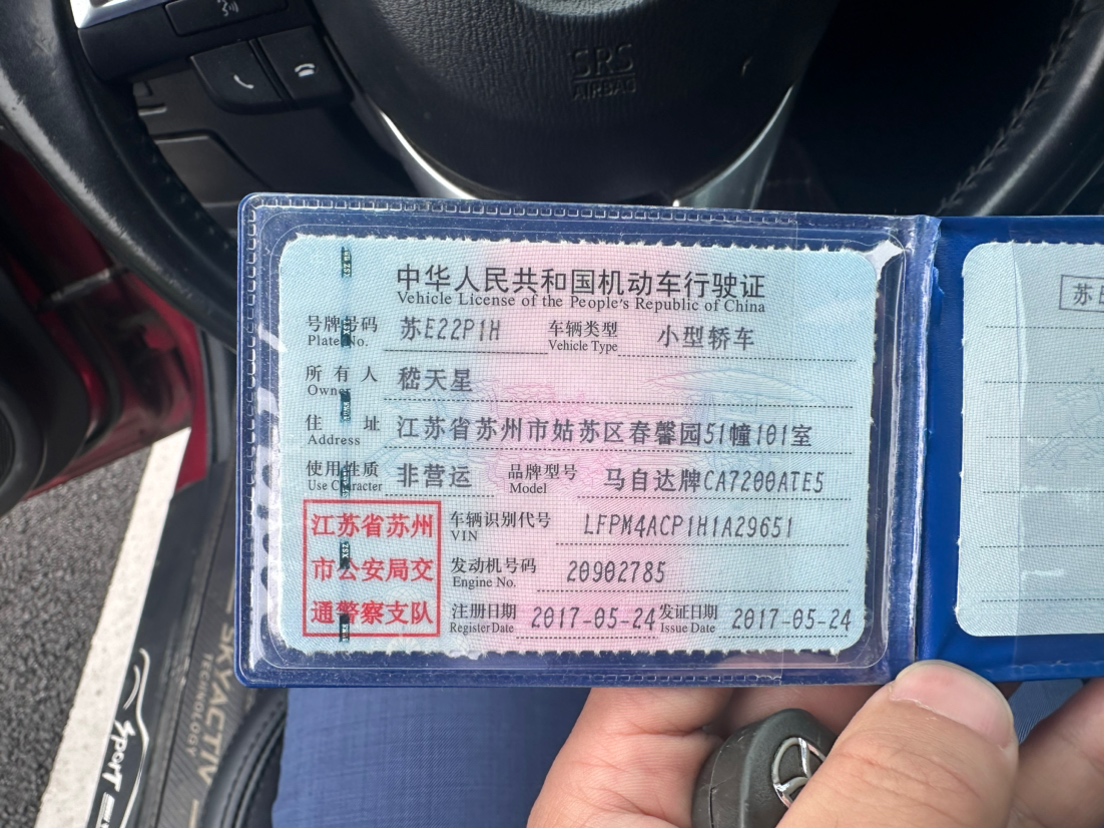 SRS
AIRBAG
中华人民共和国机动车行驶证
Vehicle License of the People's Republic of China
号牌号码 苏E22P1H 车辆类型 小型轿车
Plate No. Vehicle Type
所有人 嵇天星
Owner
住址 江苏省苏州市姑苏区春馨园51幢101室
Address
使用性质 非营运 品牌型号 马自达牌CA7200ATE5
Use Character Model
江苏省苏州
市公安局交
通警察支队
车辆识别代号 LFPM4ACP1H1A29651
VIN
发动机号码 20902785
Engine No.
注册日期 2017-05-24 发证日期 2017-05-24
Register Date Issue Date
苏E
SKYACTIV
TECHNOLOGY
Sport